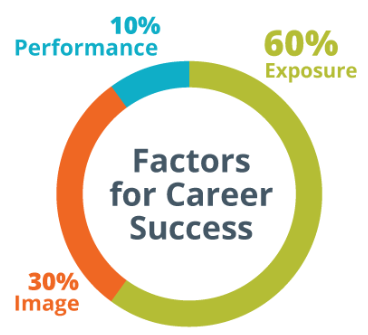 10%
Performance
60%
Exposure
Factors
for Career
Success
30%
Image